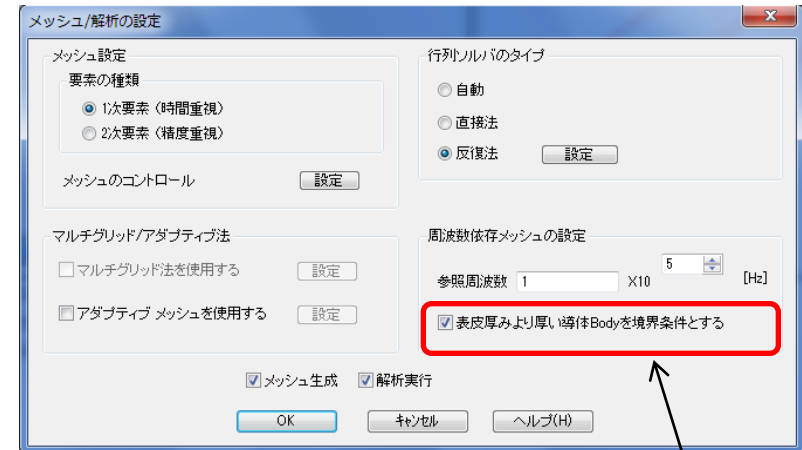 メッシュ/解析の設定
メッシュ設定
要素の種類
1次要素（時間重視）
2次要素（精度重視）
メッシュのコントロール 設定
行列ソルバのタイプ
自動
直接法
反復法 設定
マルチグリッド/アダプティブ法
マルチグリッド法を使用する 設定
アダプティブ メッシュを使用する 設定
周波数依存メッシュの設定
参照周波数 1 X10 5 [Hz]
表皮厚みより厚い導体Bodyを境界条件とする
メッシュ生成 解析実行
OK キャンセル ヘルプ(H)